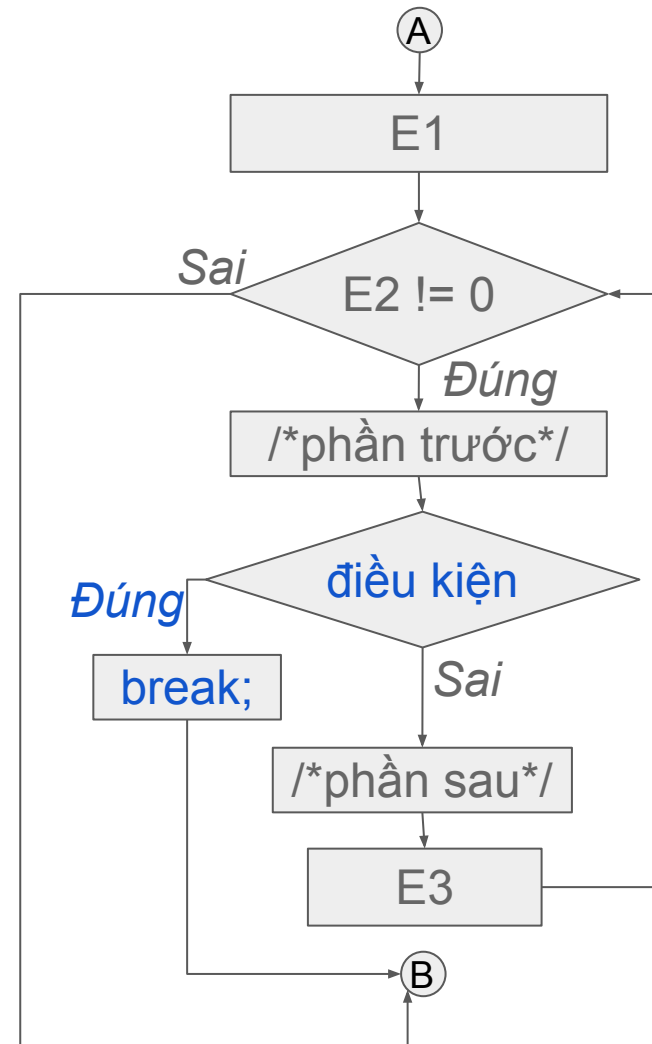 A
E1
Sai
E2 != 0
Đúng
/*phần trước*/
điều kiện
Đúng
break;
Sai
/*phần sau*/
E3
B